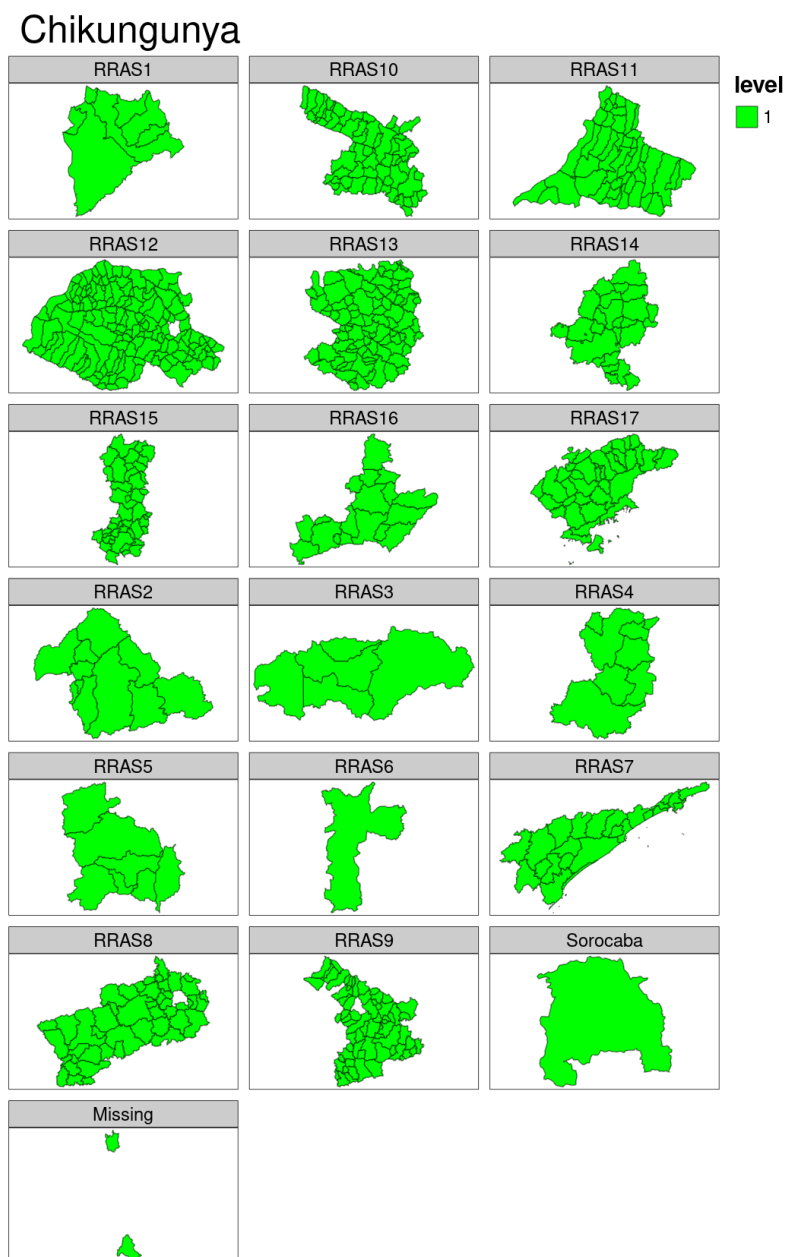 Chikungunya
RRAS1
RRAS10
RRAS11
level
1
RRAS12
RRAS13
RRAS14
RRAS15
RRAS16
RRAS17
RRAS2
RRAS3
RRAS4
RRAS5
RRAS6
RRAS7
RRAS8
RRAS9
Sorocaba
Missing